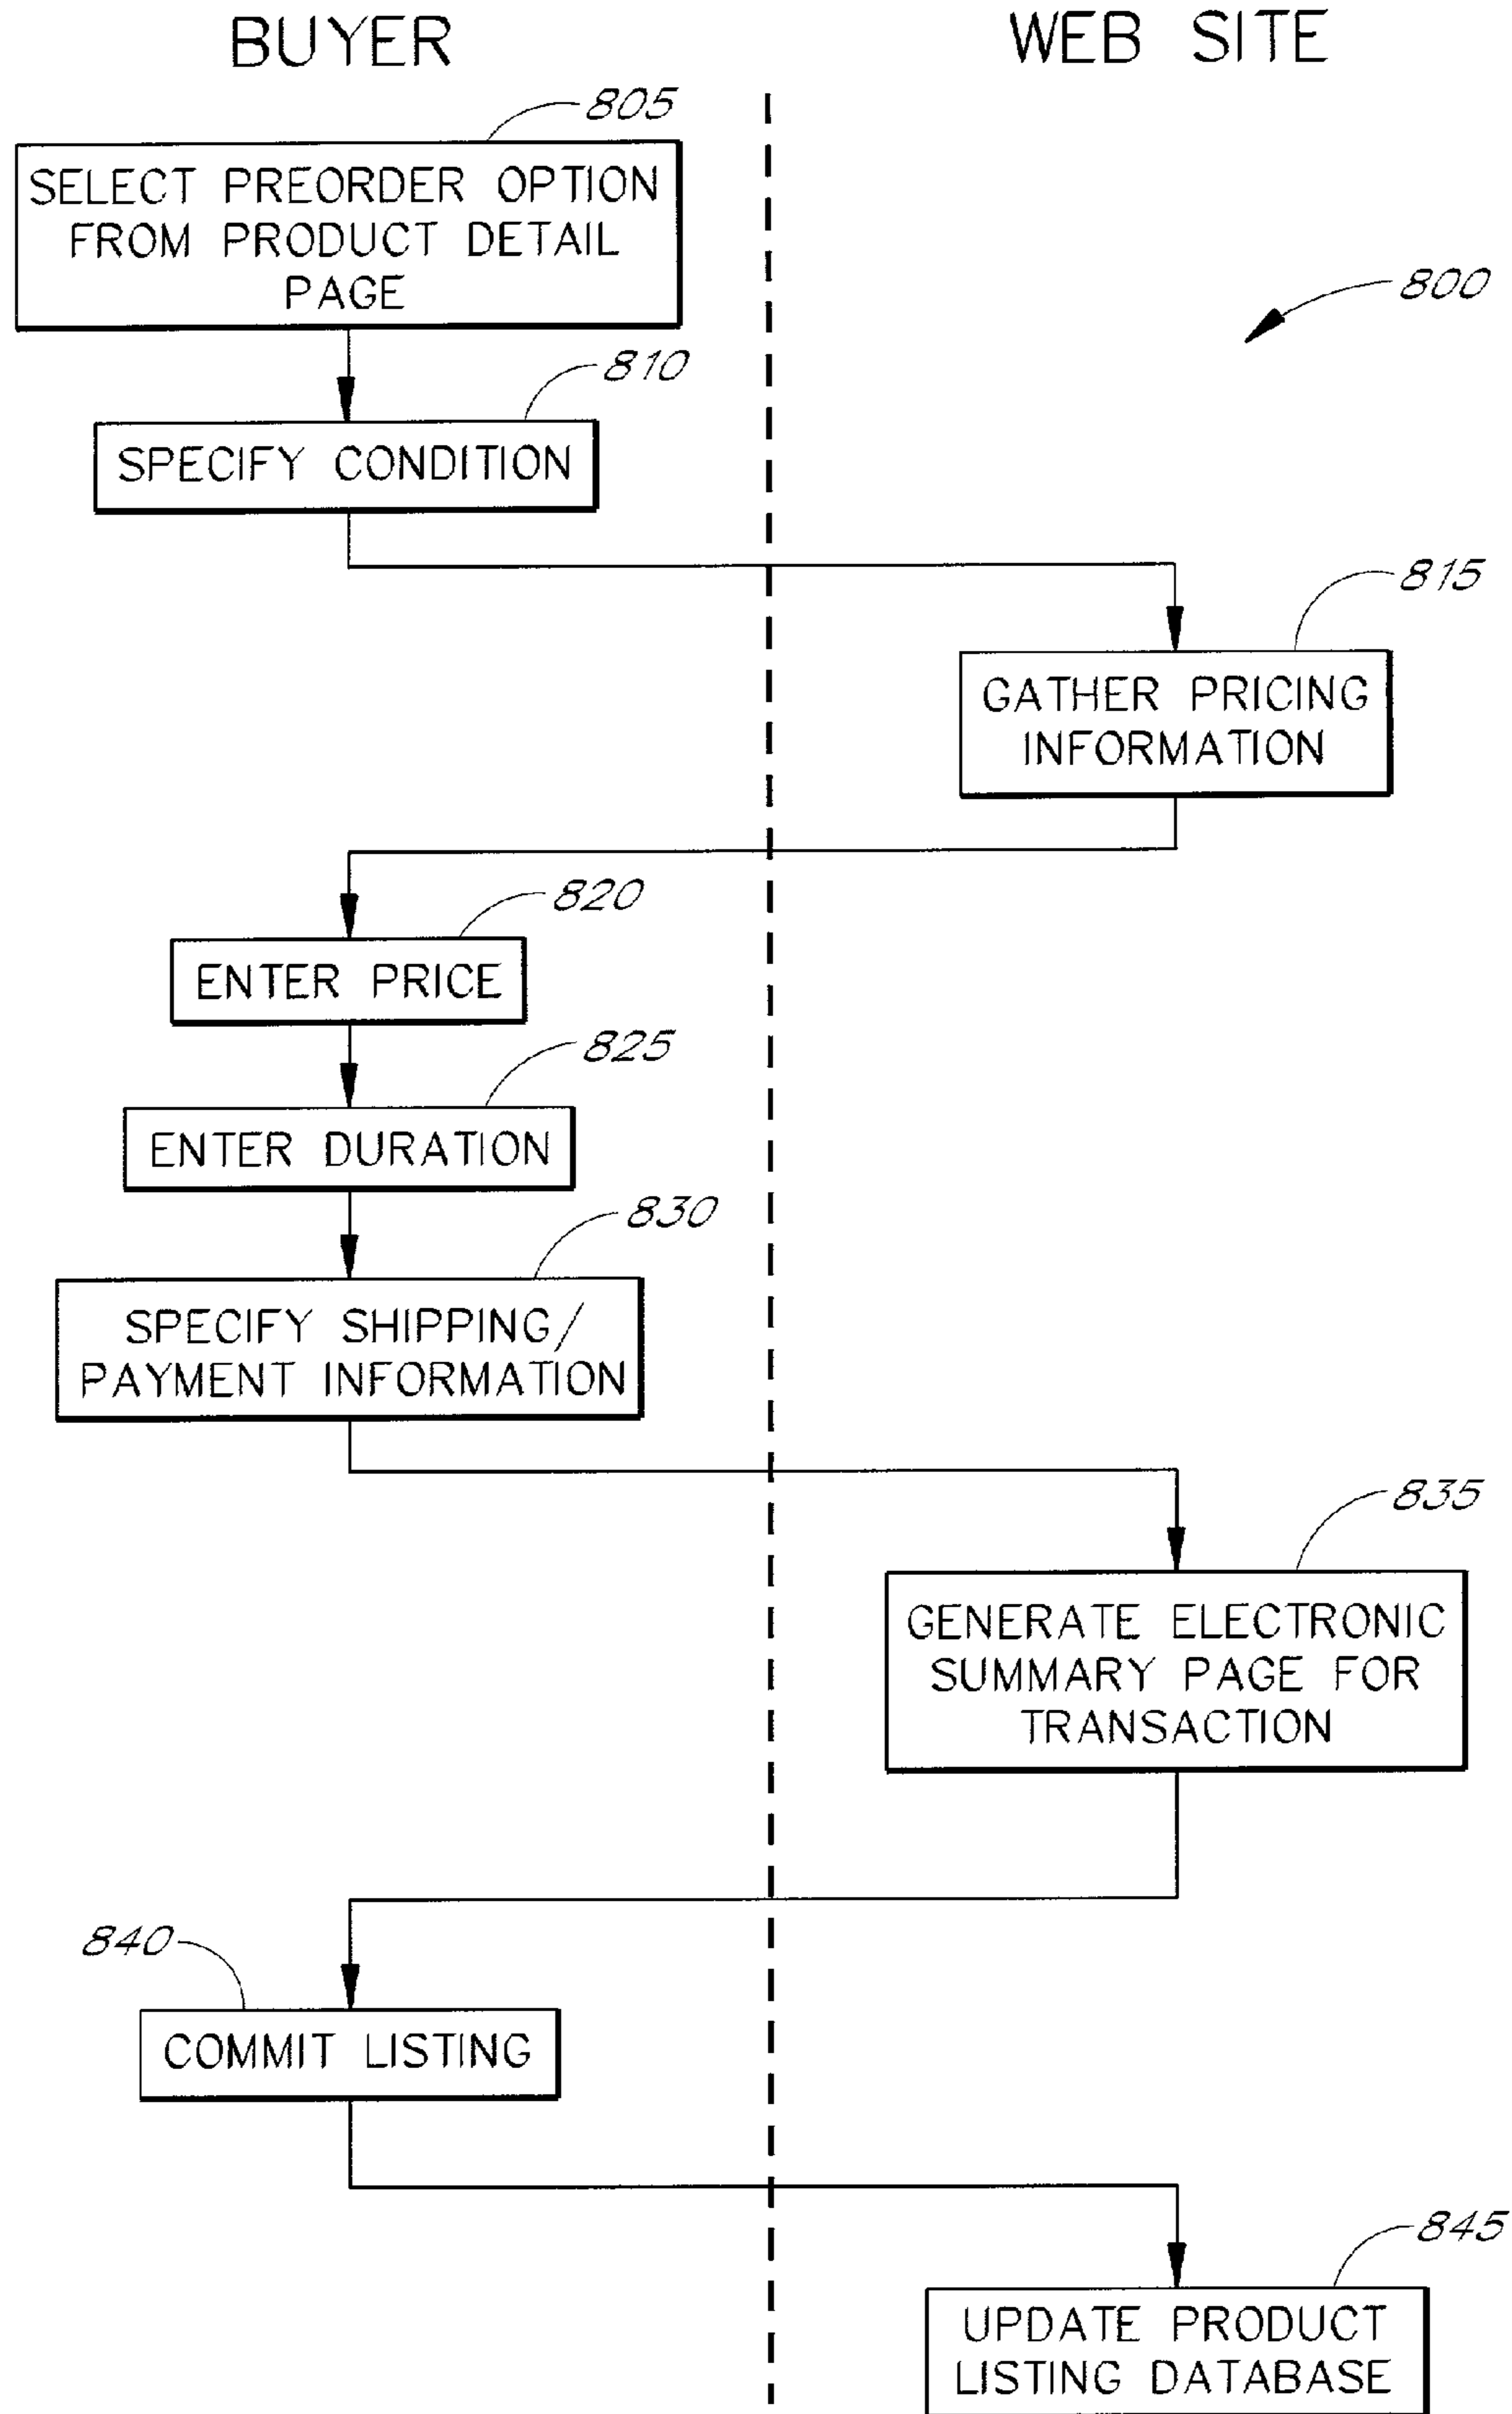 BUYER
WEB SITE
805
SELECT PREORDER OPTION
FROM PRODUCT DETAIL
PAGE
800
810
SPECIFY CONDITION
815
GATHER PRICING
INFORMATION
820
ENTER PRICE
825
ENTER DURATION
830
SPECIFY SHIPPING/
PAYMENT INFORMATION
835
GENERATE ELECTRONIC
SUMMARY PAGE FOR
TRANSACTION
840
COMMIT LISTING
845
UPDATE PRODUCT
LISTING DATABASE